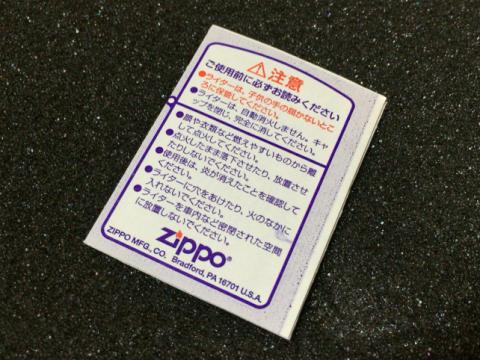 ⚠注意
ご使用前に必ずお読みください
●ライターは、子供の手の届かないとこ
ろに保管してください。
●ライターは、自動消火しません。キャ
ップを閉じ、完全に消してください。
●顔や衣類など燃えやすいものから離
して点火してください。
●点火したまま落下させたり、放置させ
たりしないでください。
●使用後は、炎が消えたことを確認して
ください。
●ライターに穴をあけたり、火のなかに
入れないでください。
●ライターを車内など密閉された空間
に放置しないでください。
Zippo®
ZIPPO MFG., CO. Bradford, PA 16701 U.S.A.